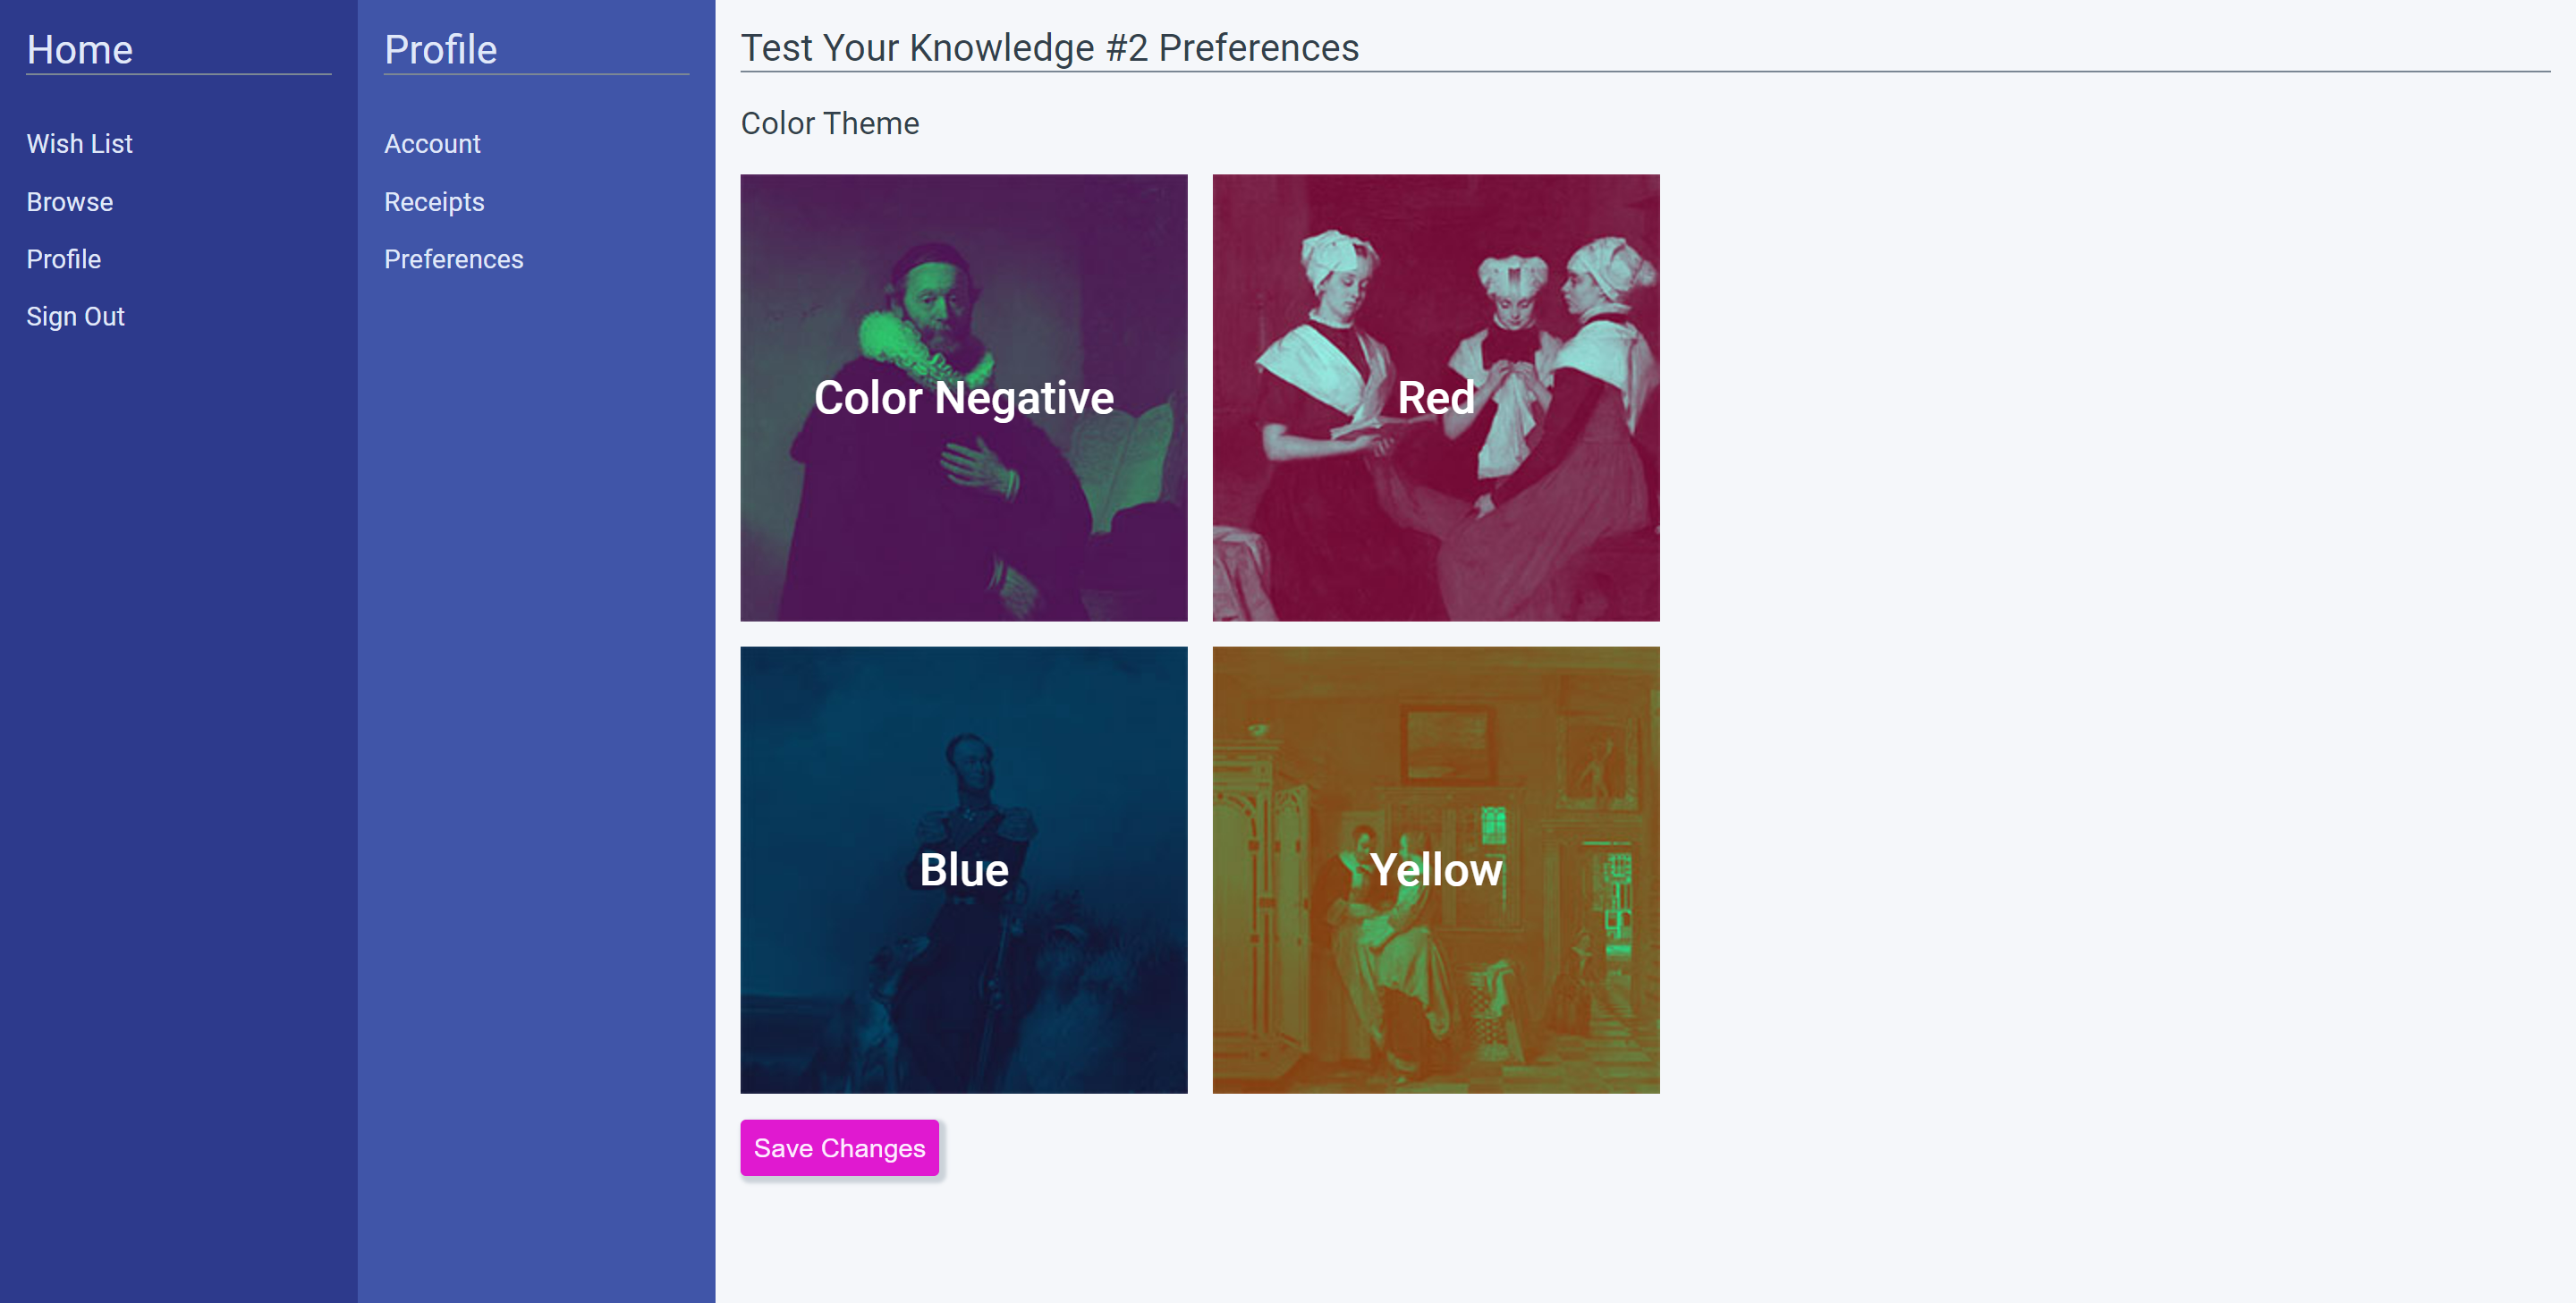 Home
Wish List
Browse
Profile
Sign Out
Profile
Account
Receipts
Preferences
Test Your Knowledge #2 Preferences
Color Theme
Color Negative
Red
Blue
Yellow
Save Changes